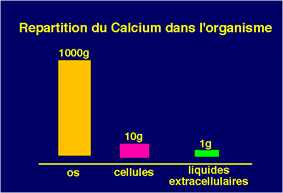 Repartition du Calcium dans l'organisme
1000g
10g
1g
os
cellules
liquides
extracellulaires